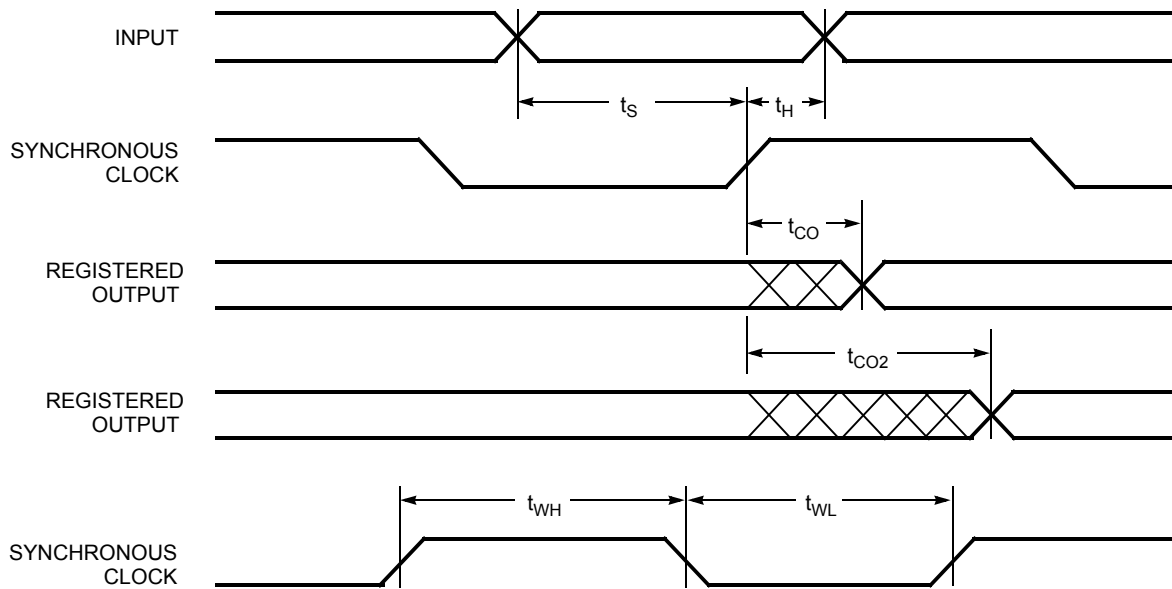 INPUT
t_S
t_H
SYNCHRONOUS
CLOCK
t_CO
REGISTERED
OUTPUT
t_CO2
REGISTERED
OUTPUT
t_WH
t_WL
SYNCHRONOUS
CLOCK